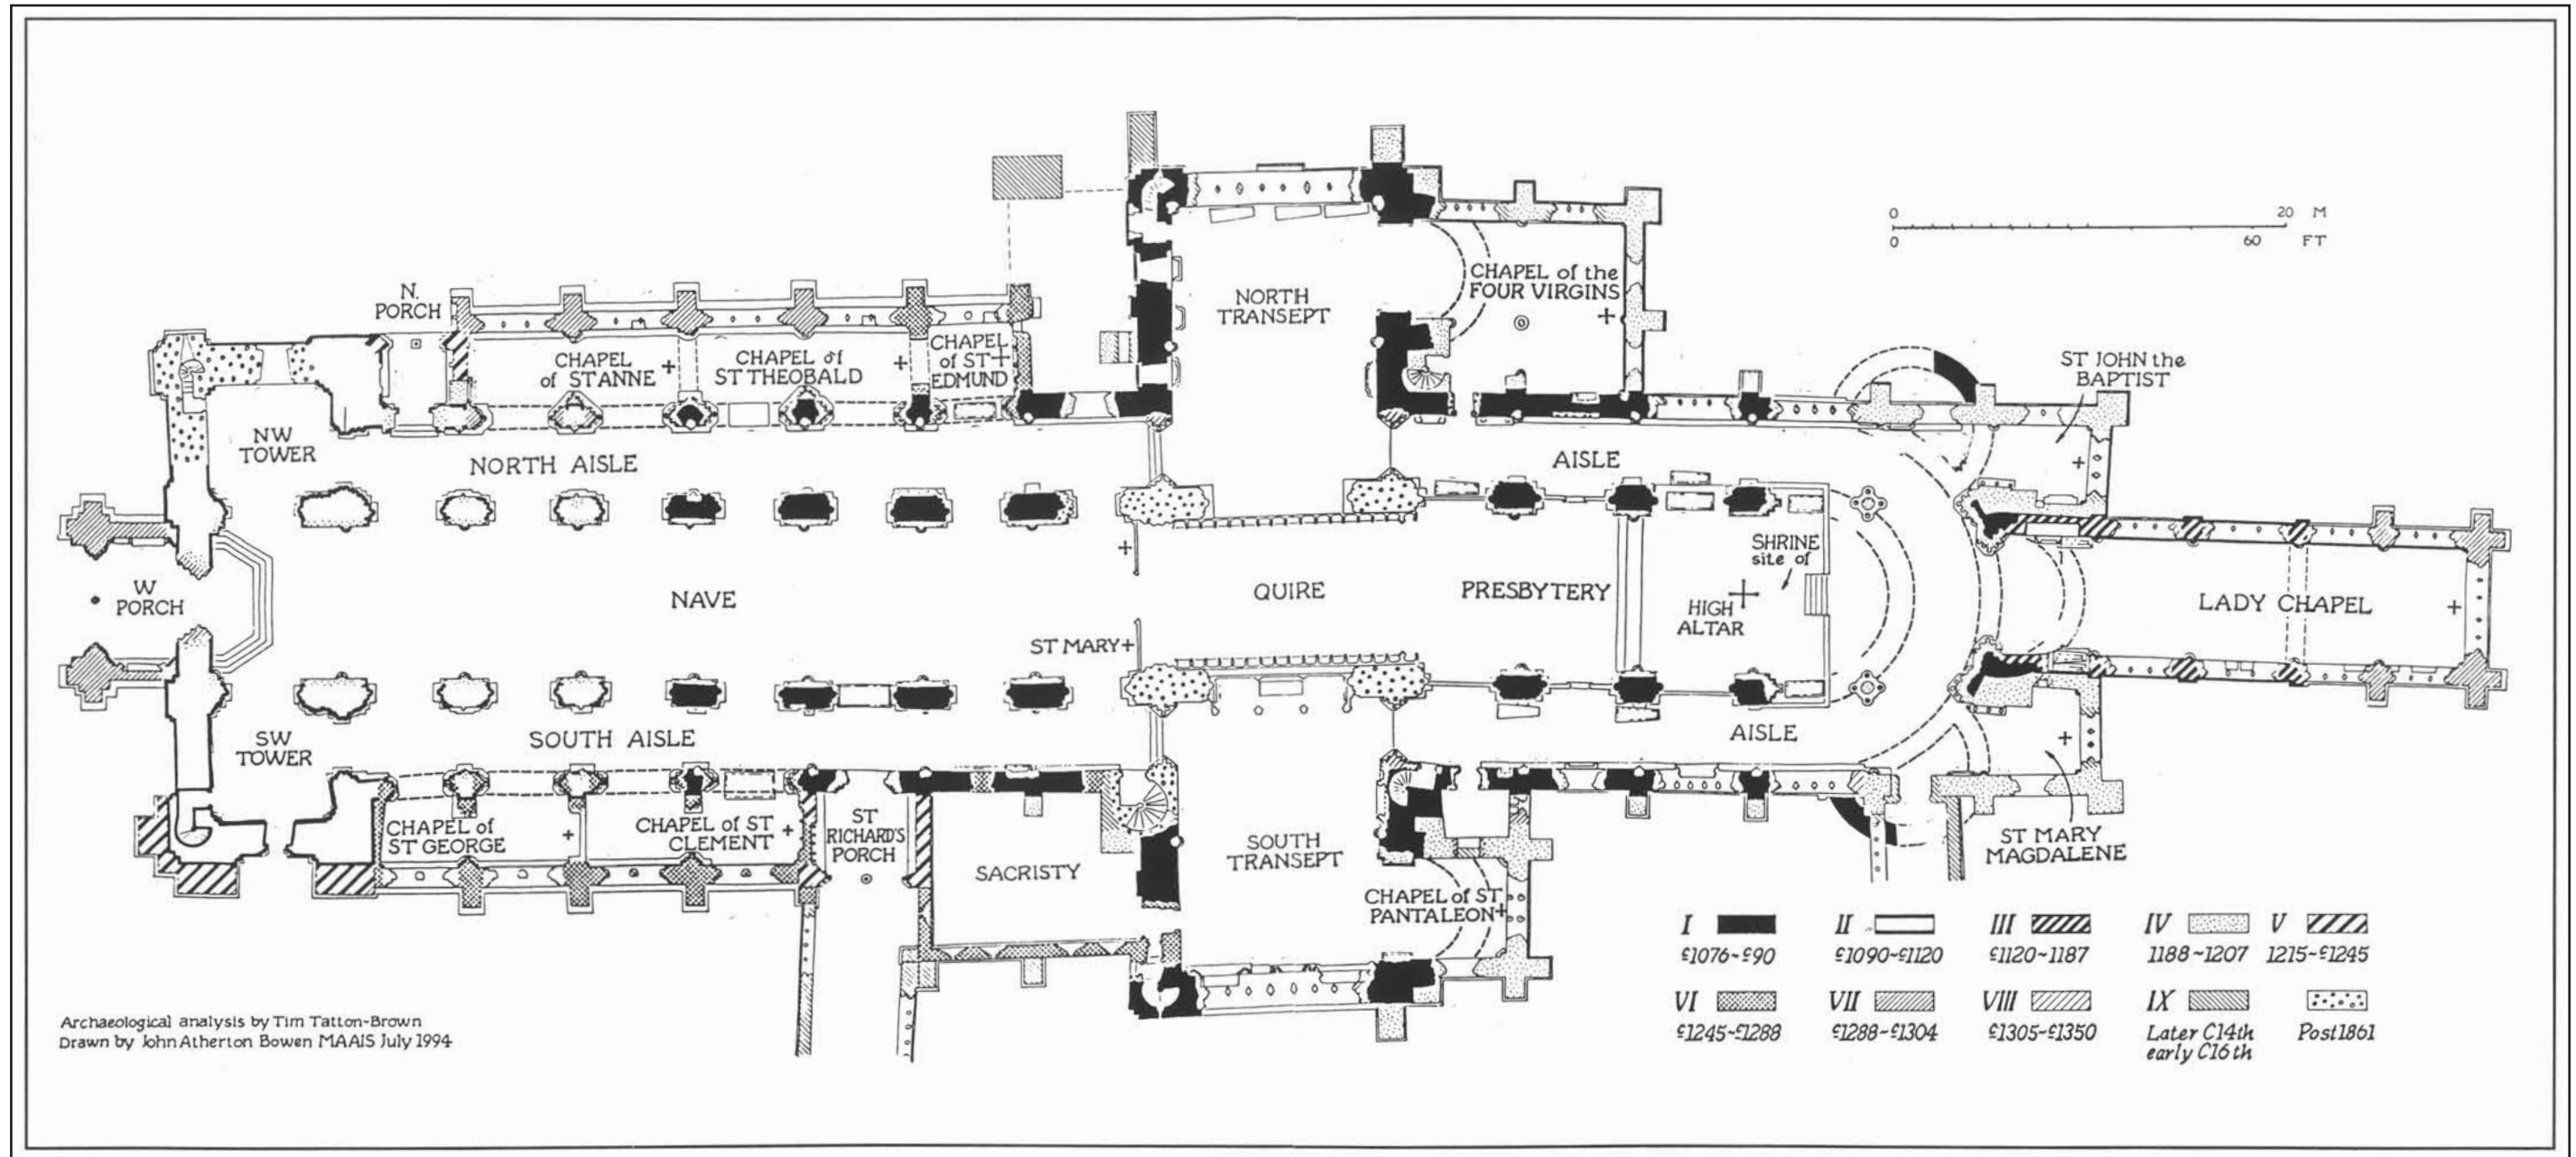 N.
PORCH
CHAPEL
of ST ANNE
CHAPEL of
ST THEOBALD
CHAPEL
of ST
EDMUND
NORTH
TRANSEPT
CHAPEL of the
FOUR VIRGINS
0 20 M
0 60 FT
ST JOHN the
BAPTIST
NW
TOWER
NORTH AISLE
AISLE
W
PORCH
NAVE
ST MARY
QUIRE
PRESBYTERY
HIGH
ALTAR
SHRINE
site of
LADY CHAPEL
SW
TOWER
SOUTH AISLE
AISLE
CHAPEL of
ST GEORGE
CHAPEL of ST
CLEMENT
ST
RICHARD'S
PORCH
SACRISTY
SOUTH
TRANSEPT
CHAPEL of ST
PANTALEON
ST MARY
MAGDALENE
I II III IV V
c1076~c90 c1090~c1120 c1120~1187 1188~1207 1215~c1245
VI VII VIII IX
c1245~c1288 c1288~c1304 c1305~c1350 Later C14th Post 1861
early C16th
Archaeological analysis by Tim Tatton-Brown
Drawn by John Atherton Bowen MAAIS July 1994